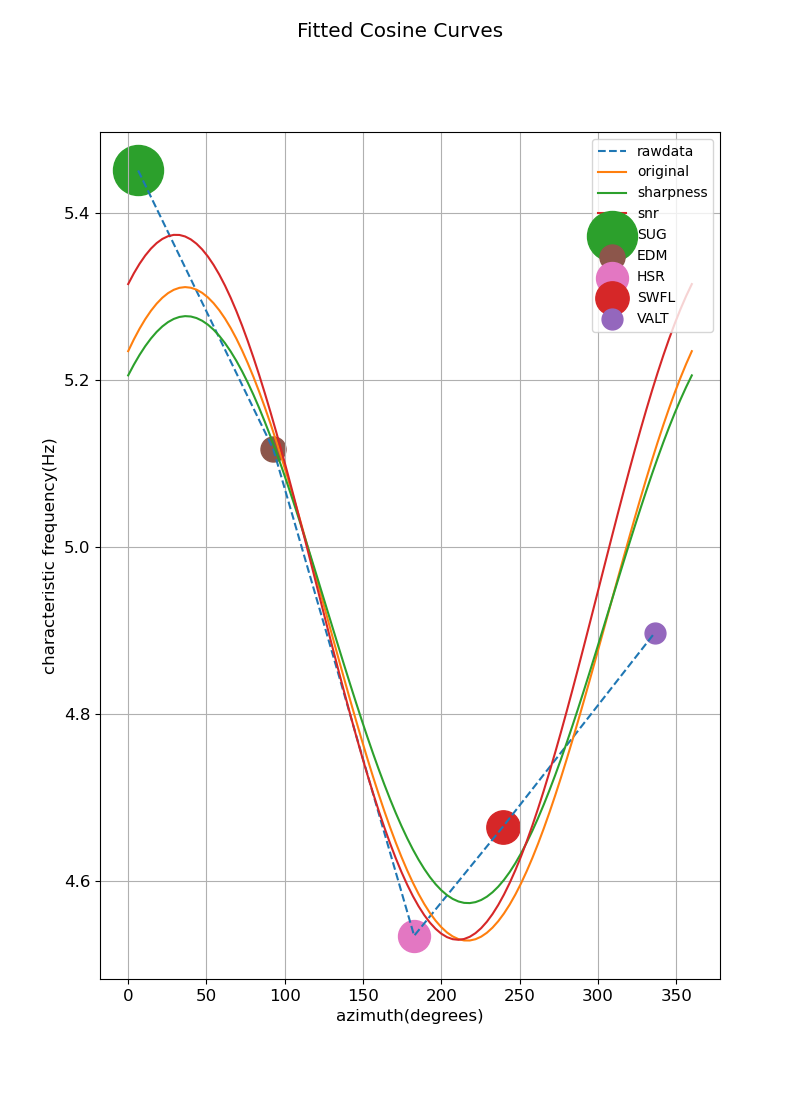 Fitted Cosine Curves
rawdata
original
sharpness
snr
SUG
EDM
HSR
SWFL
VALT
5.4
5.2
5.0
4.8
4.6
characteristic frequency(Hz)
0 50 100 150 200 250 300 350
azimuth(degrees)